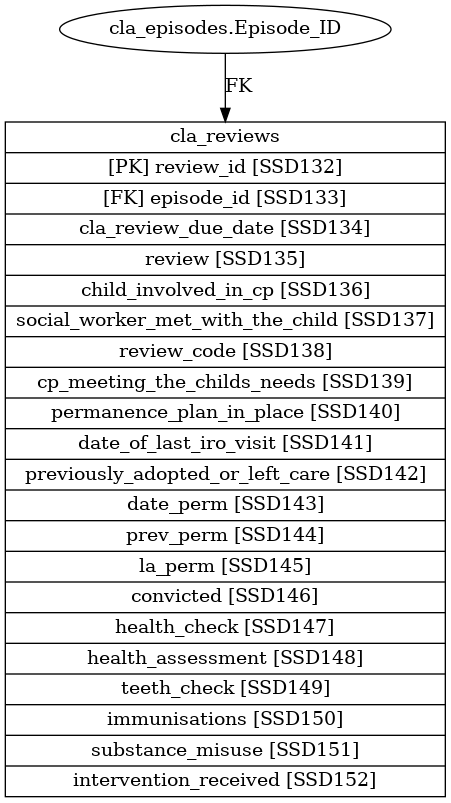 cla_episodes.Episode_ID
FK
cla_reviews
[PK] review_id [SSD132]
[FK] episode_id [SSD133]
cla_review_due_date [SSD134]
review [SSD135]
child_involved_in_cp [SSD136]
social_worker_met_with_the_child [SSD137]
review_code [SSD138]
cp_meeting_the_childs_needs [SSD139]
permanence_plan_in_place [SSD140]
date_of_last_iro_visit [SSD141]
previously_adopted_or_left_care [SSD142]
date_perm [SSD143]
prev_perm [SSD144]
la_perm [SSD145]
convicted [SSD146]
health_check [SSD147]
health_assessment [SSD148]
teeth_check [SSD149]
immunisations [SSD150]
substance_misuse [SSD151]
intervention_received [SSD152]